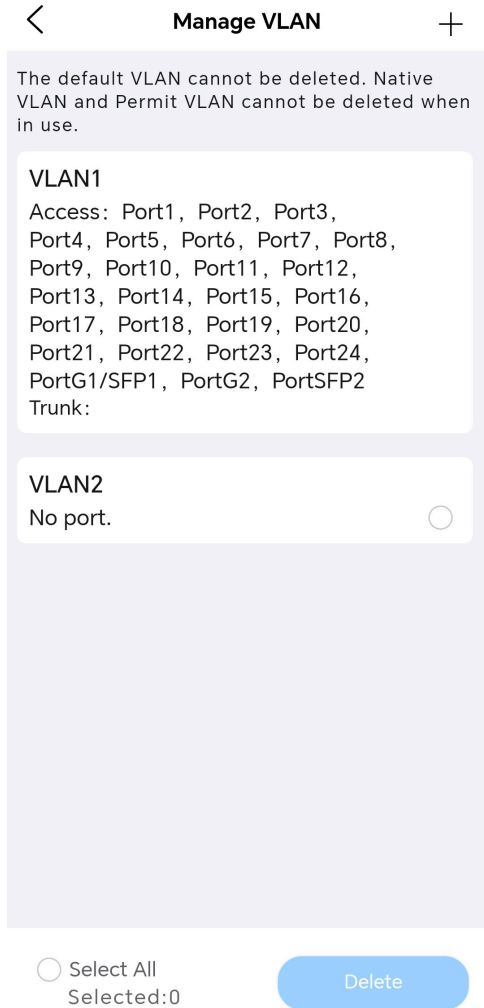 Manage VLAN
The default VLAN cannot be deleted. Native
VLAN and Permit VLAN cannot be deleted when
in use.
VLAN1
Access: Port1, Port2, Port3,
Port4, Port5, Port6, Port7, Port8,
Port9, Port10, Port11, Port12,
Port13, Port14, Port15, Port16,
Port17, Port18, Port19, Port20,
Port21, Port22, Port23, Port24,
PortG1/SFP1, PortG2, PortSFP2
Trunk:
VLAN2
No port.
Select All
Selected:0
Delete